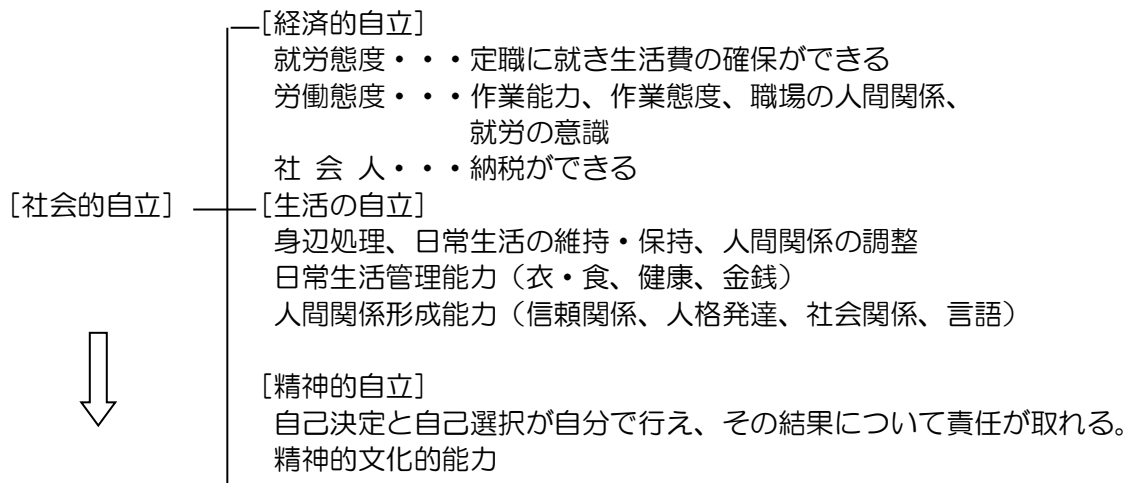 [経済的自立]
就労態度・・・定職に就き生活費の確保ができる
労働態度・・・作業能力、作業態度、職場の人間関係、
就労の意識
社 会 人・・・納税ができる
[社会的自立]
[生活の自立]
身辺処理、日常生活の維持・保持、人間関係の調整
日常生活管理能力（衣・食、健康、金銭）
人間関係形成能力（信頼関係、人格発達、社会関係、言語）
[精神的自立]
自己決定と自己選択が自分で行え、その結果について責任が取れる。
精神的文化的能力